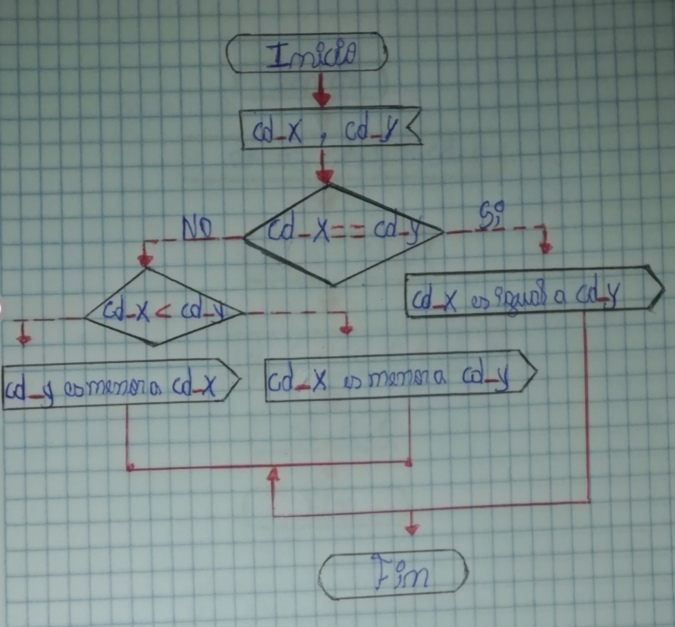 Inicio
cd_x , cd_y
cd_x == cd_y
NO
Si
cd_x < cd_y
cd_x es igual a cd_y
cd_y es menor a cd_x
cd_x es menor a cd_y
Fin